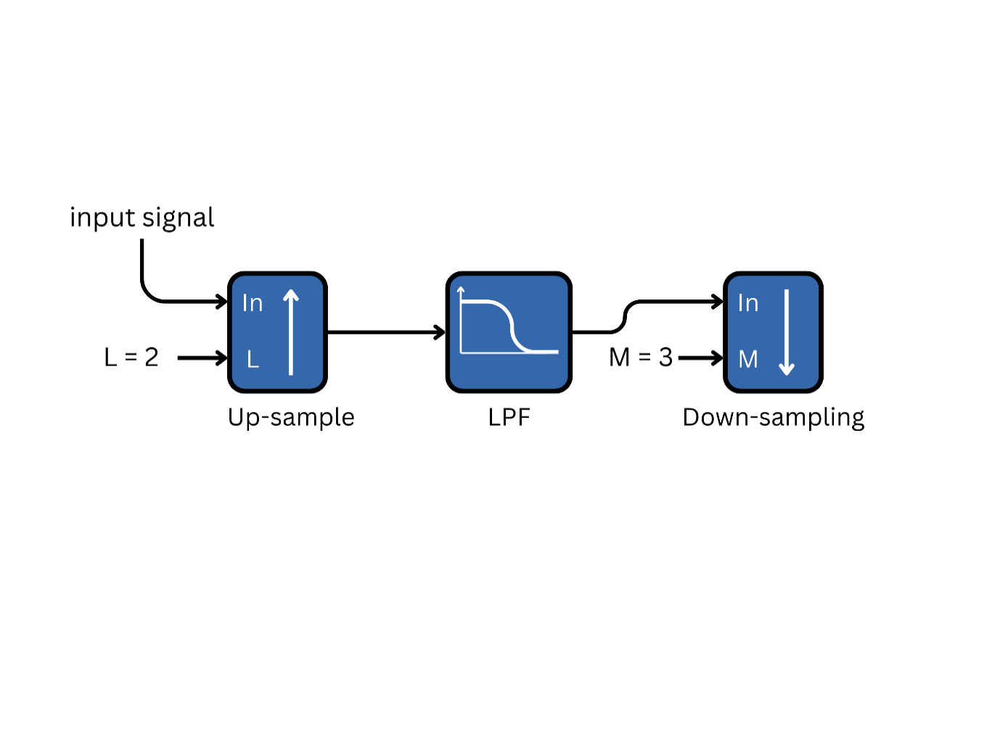 input signal
In
L = 2
L
Up-sample
LPF
In
M = 3
M
Down-sampling